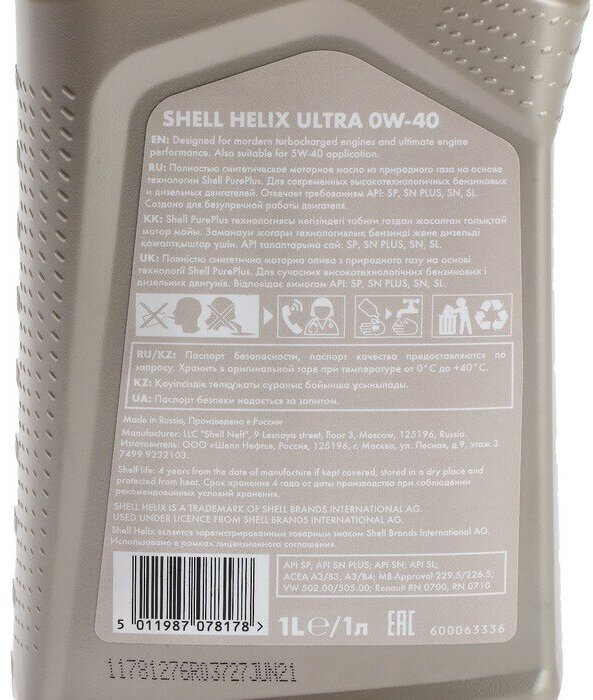 SHELL HELIX ULTRA 0W-40
EN: Designed for mordern turbocharged engines and ultimate engine
performance. Also suitable for 5W-40 application.
RU: Полностью синтетическое моторное масло из природного газа на основе
технологии Shell PurePlus. Для современных высокотехнологичных бензиновых
и дизельных двигателей. Отвечает требованиям API: SP, SN PLUS, SN, SL.
Создано для безупречной работы двигателя.
KK: Shell PurePlus технологиясы негізіндегі табиғи газдан жасалған толықтай
мотор майы. Заманауи жоғары технологиялық бензинді және дизельді
қозғалтқыштар үшін. API талаптарына сай: SP, SN PLUS, SN, SL.
UK: Повністю синтетична моторна олива з природного газу на основі
технології Shell PurePlus. Для сучасних високотехнологічних бензинових і
дизельних двигунів. Відповідає вимогам API: SP, SN PLUS, SN, SL.
RU/KZ: Паспорт безопасности, паспорт качества предоставляются по
запросу. Хранить в оригинальной таре при температуре от 0°C до +40°C.
KZ: Қауіпсіздік төлқұжаты сұраныс бойынша ұсынылады.
UA: Паспорт безпеки надається за запитом.
Made in Russia, Произведено в России
Manufacturer: LLC "Shell Neft", 9 Lesnaya street, floor 3, Moscow, 125196, Russia.
Изготовитель: ООО «Шелл Нефть», Россия, 125196, г. Москва, ул. Лесная, д.9, этаж 3.
7499 9232103
Shelf life: 4 years from the date of manufacture if kept covered, stored in a dry place and
protected from heat. Срок хранения 4 года от даты производства при соблюдении
рекомендованных условий хранения.
SHELL HELIX IS A TRADEMARK OF SHELL BRANDS INTERNATIONAL AG.
USED UNDER LICENCE FROM SHELL BRANDS INTERNATIONAL AG.
Shell Helix является зарегистрированным товарным знаком Shell Brands International AG.
Использовано в рамках лицензионного соглашения.
API SP; API SN PLUS; API SN, API SL,
ACEA A3/B3, A3/B4; MB-Approval 229.5/226.5;
VW 502.00/505.00; Renault RN 0700, RN 0710
5 011987 078178 >
1L℮/1л
EAC
600063336
11781276R03727JUN21